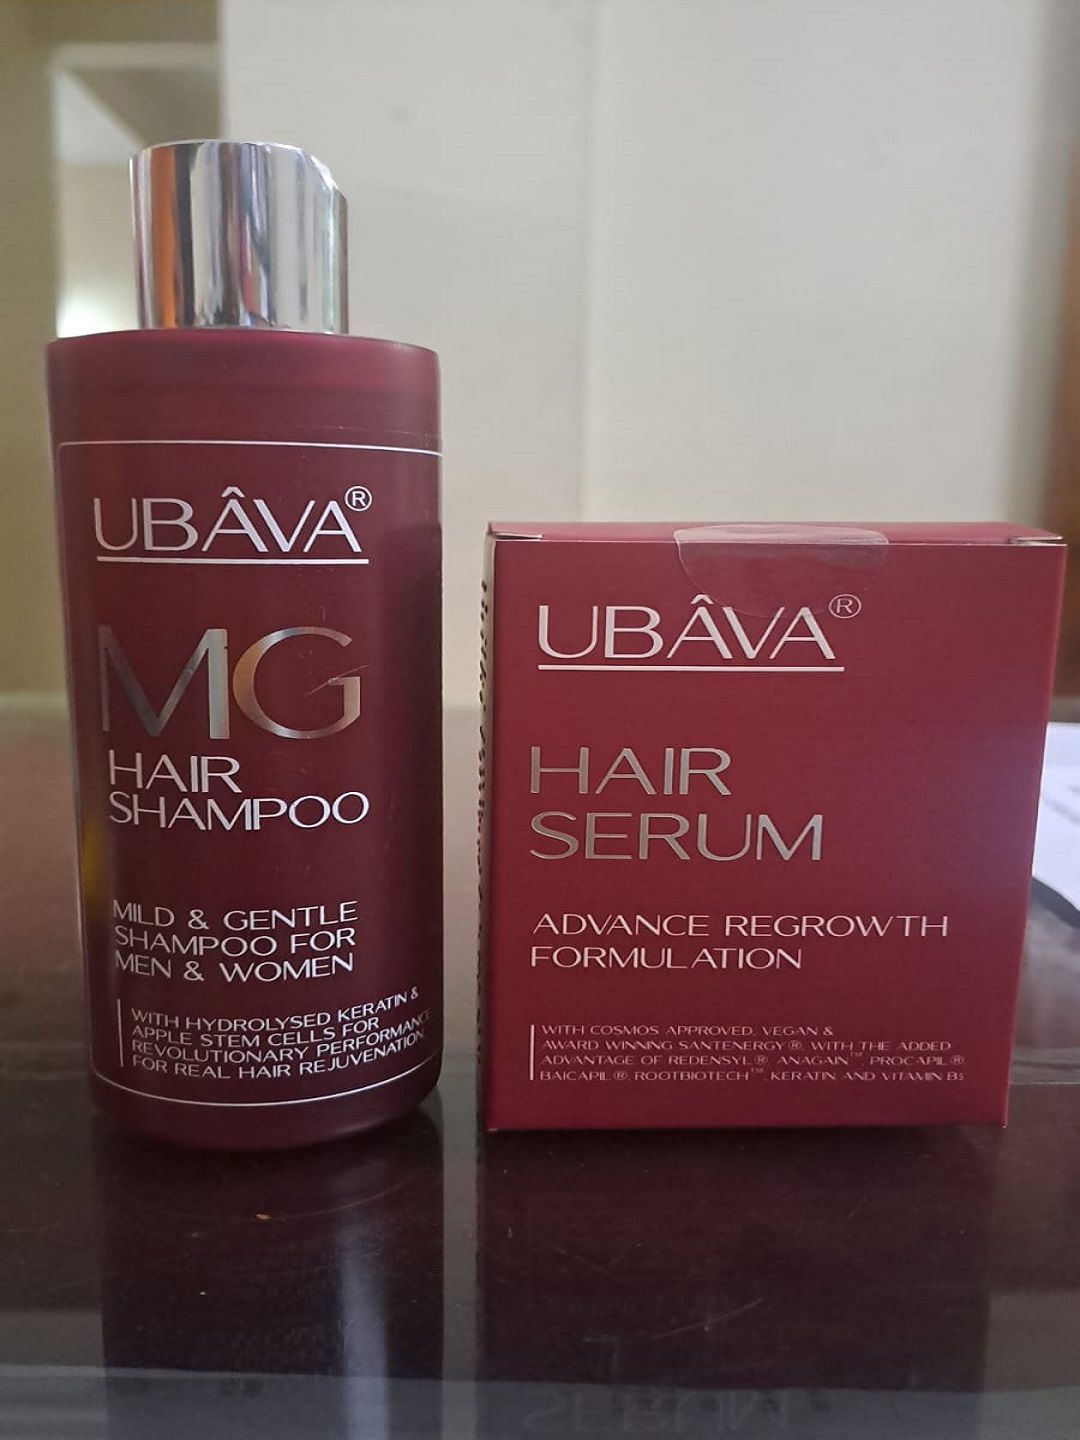 UBÂVA®
MG
HAIR
SHAMPOO
MILD & GENTLE
SHAMPOO FOR
MEN & WOMEN
WITH HYDROLYSED KERATIN &
APPLE STEM CELLS FOR
REVOLUTIONARY PERFORMANCE
FOR REAL HAIR REJUVENATION
UBÂVA®
HAIR
SERUM
ADVANCE REGROWTH
FORMULATION
WITH COSMOS APPROVED, VEGAN &
AWARD WINNING SANTENERGY®, WITH THE ADDED
ADVANTAGE OF REDENSYL®, ANAGAIN™, PROCAPIL®,
BAICAPIL®, ROOTBIOTECH™, KERATIN AND VITAMIN B5